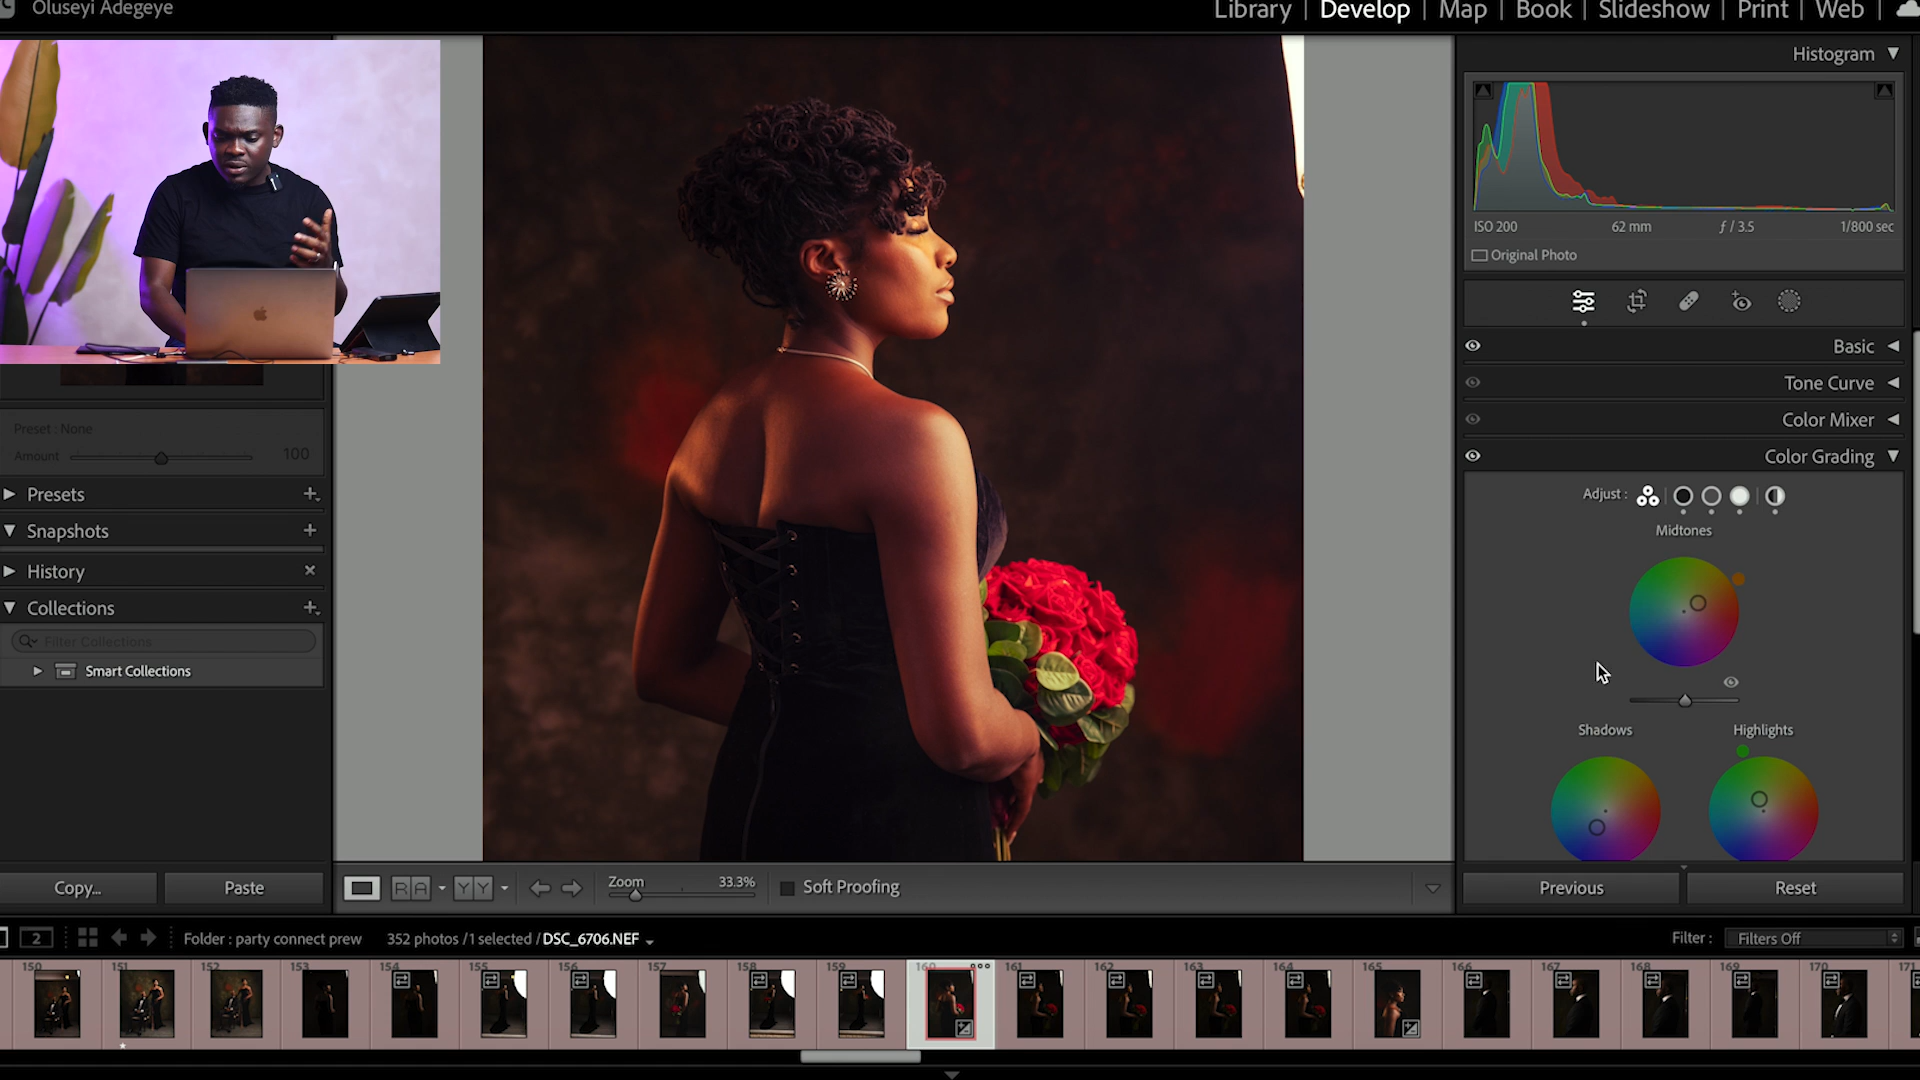 Oluseyi Adegeye
Library | Develop | Map | Book | Slideshow | Print | Web |
Histogram
ISO 200 62 mm ƒ / 3.5 1/800 sec
Original Photo
Basic
Tone Curve
Color Mixer
Color Grading
Adjust :
Midtones
Shadows Highlights
Previous Reset
Preset : None
Amount 100
Presets
Snapshots
History
Collections
Filter Collections
Smart Collections
Copy... Paste
R A Y Y Zoom 33.3% Soft Proofing
2 Folder : party connect prew 352 photos /1 selected / DSC_6706.NEF Filter : Filters Off
150 151 152 153 154 155 156 157 158 159 160 161 162 163 164 165 166 167 168 169 170 171